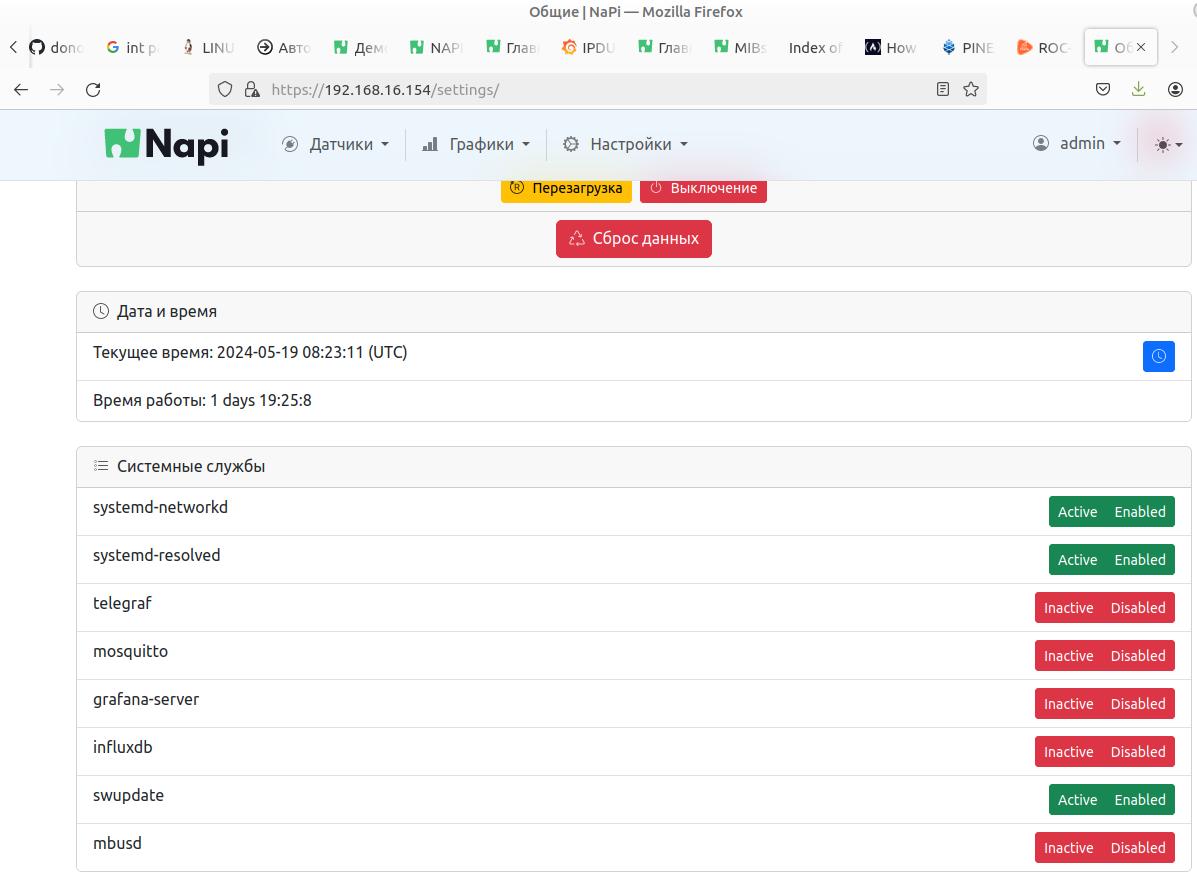 Общие | NaPi — Mozilla Firefox
dono
int p
LINU
Авто
Дем
NAPI
Глав
IPDU
Глав
MIBs
Index of
How
PINE
ROC-
Об
https://192.168.16.154/settings/
Napi
Датчики
Графики
Настройки
admin
Перезагрузка
Выключение
Сброс данных
Дата и время
Текущее время: 2024-05-19 08:23:11 (UTC)
Время работы: 1 days 19:25:8
Системные службы
systemd-networkd Active Enabled
systemd-resolved Active Enabled
telegraf Inactive Disabled
mosquitto Inactive Disabled
grafana-server Inactive Disabled
influxdb Inactive Disabled
swupdate Active Enabled
mbusd Inactive Disabled